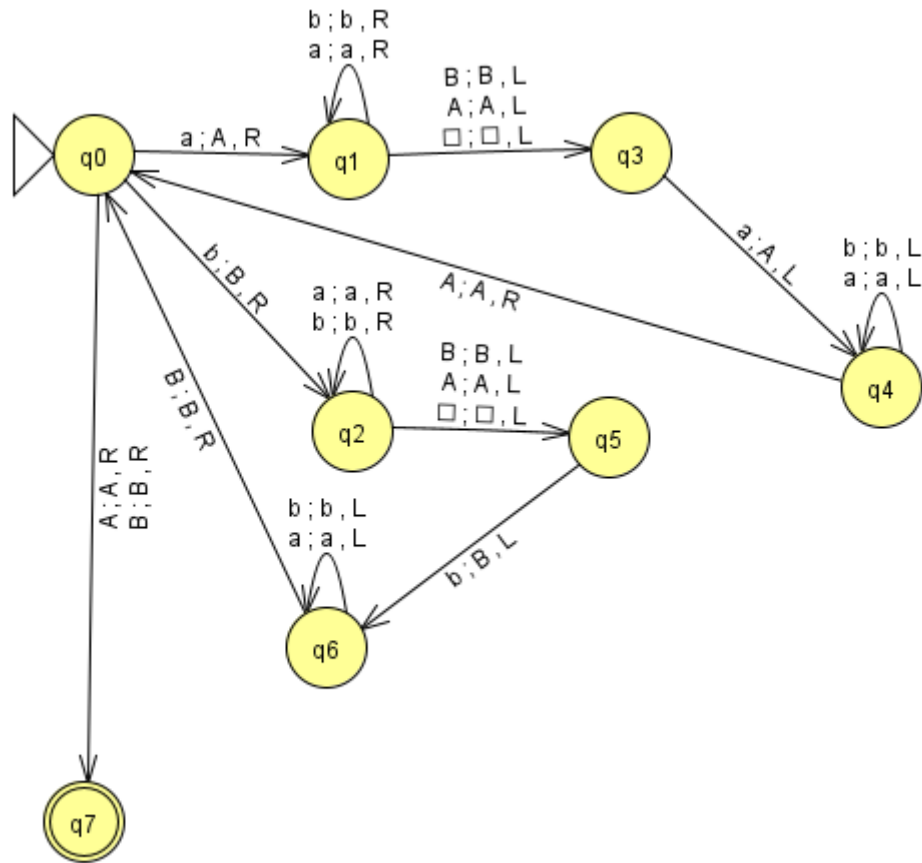 b ; b , R
a ; a , R
B ; B , L
A ; A , L
□ ; □ , L
q0
a ; A , R
q1
q3
b ; B , R
a ; A , L
b ; b , L
a ; a , L
A ; A , R
a ; a , R
b ; b , R
B ; B , L
A ; A , L
□ ; □ , L
q4
B ; B , R
q2
q5
A ; A , R
B ; B , R
b ; b , L
a ; a , L
b ; B , L
q6
q7